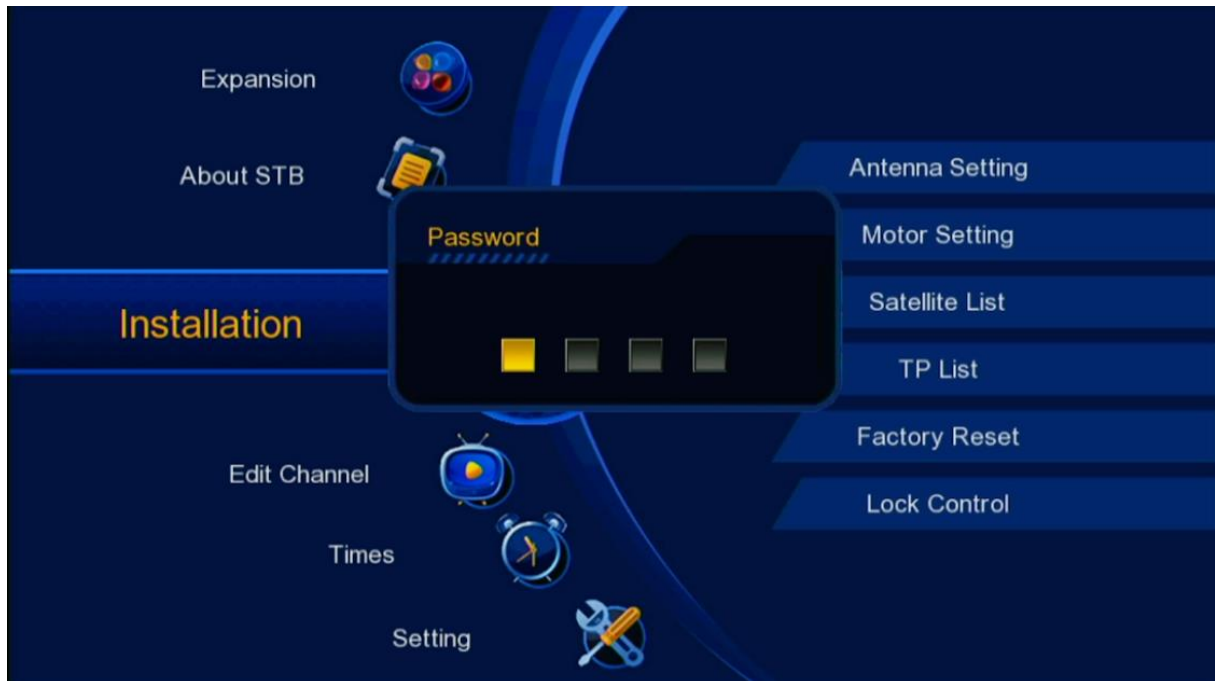 Expansion
About STB
Installation
Edit Channel
Times
Setting
Password
Antenna Setting
Motor Setting
Satellite List
TP List
Factory Reset
Lock Control